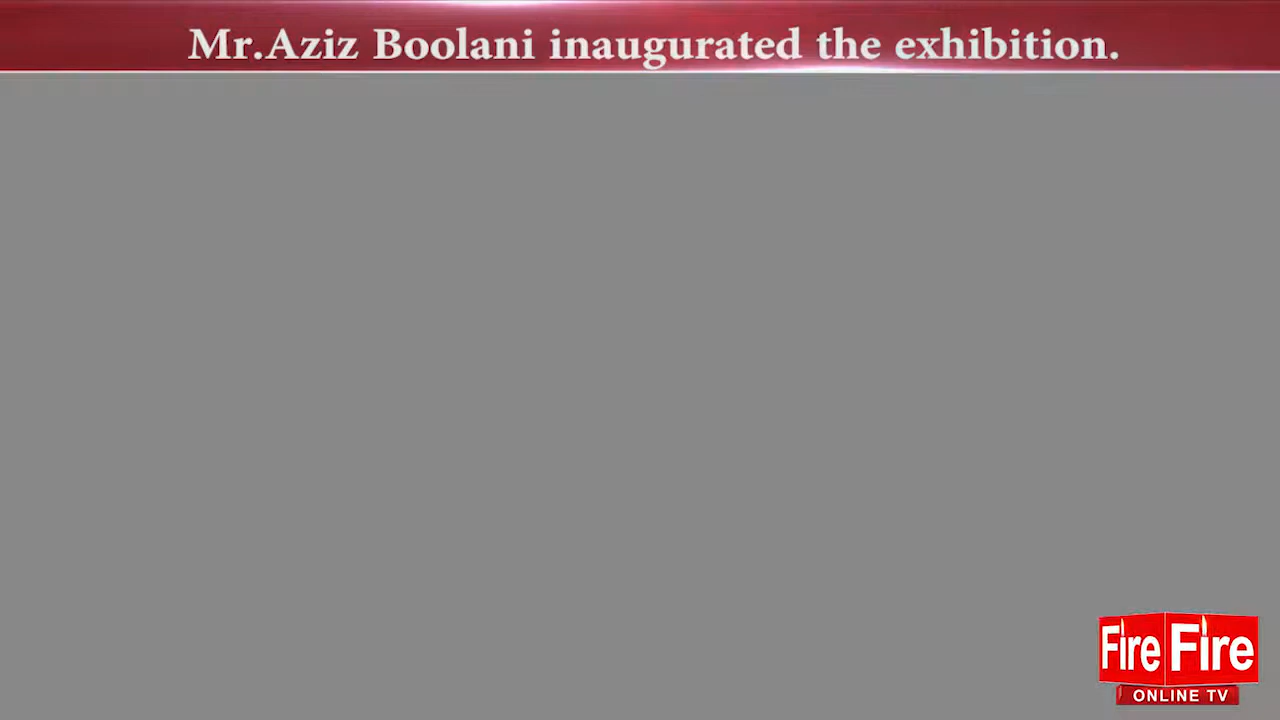 Mr.Aziz Boolani inaugurated the exhibition.
Fire Fire
ONLINE TV